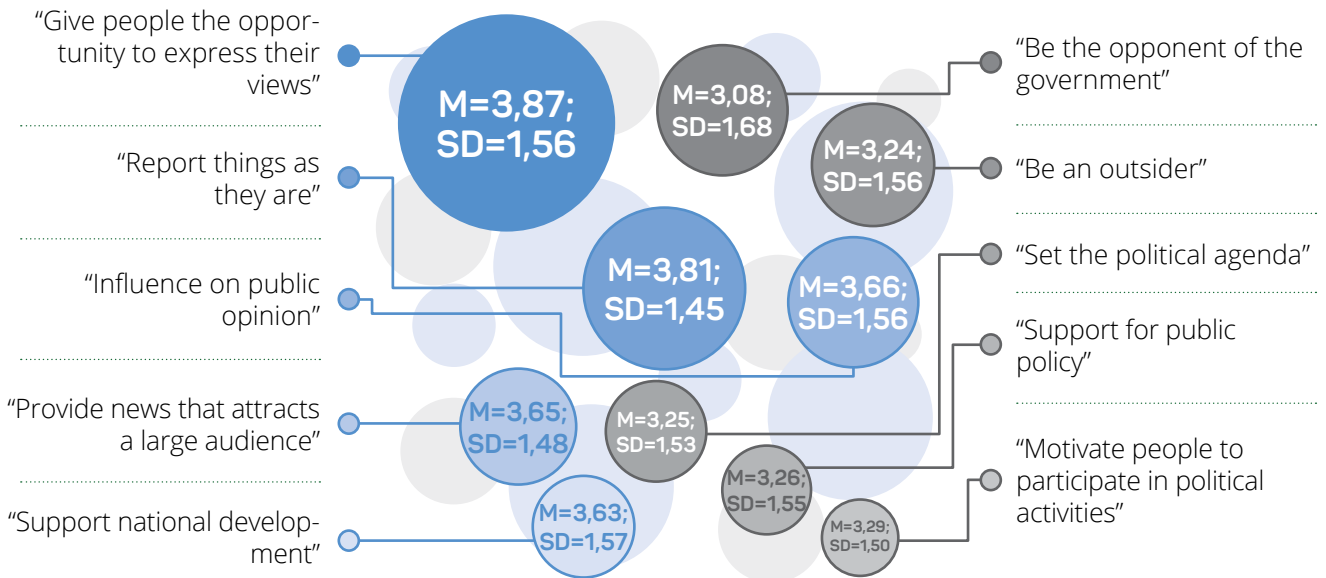 “Give people the oppor-
tunity to express their
views”
“Report things as
they are”
“Influence on public
opinion”
“Provide news that attracts
a large audience”
“Support national develop-
ment”
M=3,87;
SD=1,56
M=3,81;
SD=1,45
M=3,66;
SD=1,56
M=3,65;
SD=1,48
M=3,63;
SD=1,57
M=3,08;
SD=1,68
M=3,24;
SD=1,56
M=3,25;
SD=1,53
M=3,26;
SD=1,55
M=3,29;
SD=1,50
“Be the opponent of the
government”
“Be an outsider”
“Set the political agenda”
“Support for public
policy”
“Motivate people to
participate in political
activities”